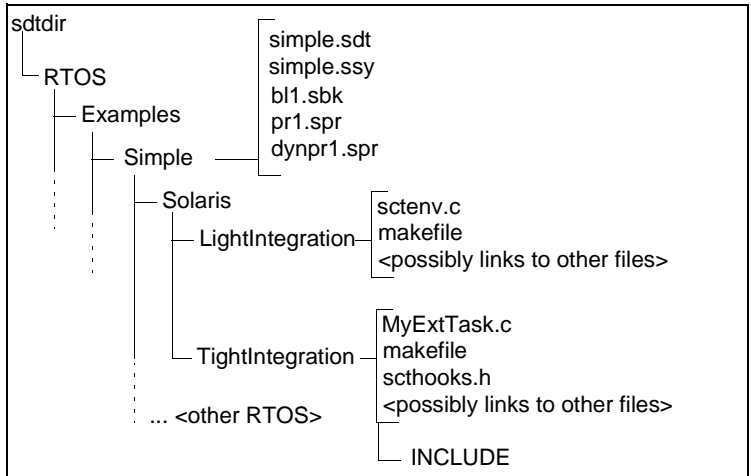 sdtdir
RTOS
Examples
Simple
simple.sdt
simple.ssy
bl1.sbk
pr1.spr
dynpr1.spr
Solaris
LightIntegration
sctenv.c
makefile
<possibly links to other files>
TightIntegration
MyExtTask.c
makefile
scthooks.h
<possibly links to other files>
INCLUDE
... <other RTOS>